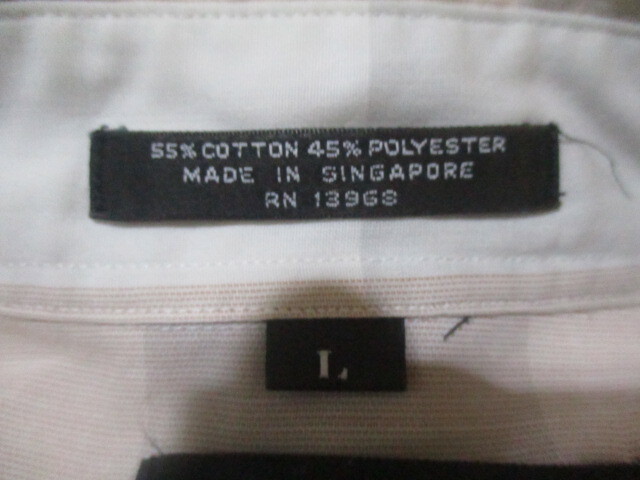 55% COTTON 45% POLYESTER
MADE IN SINGAPORE
RN 13968
L